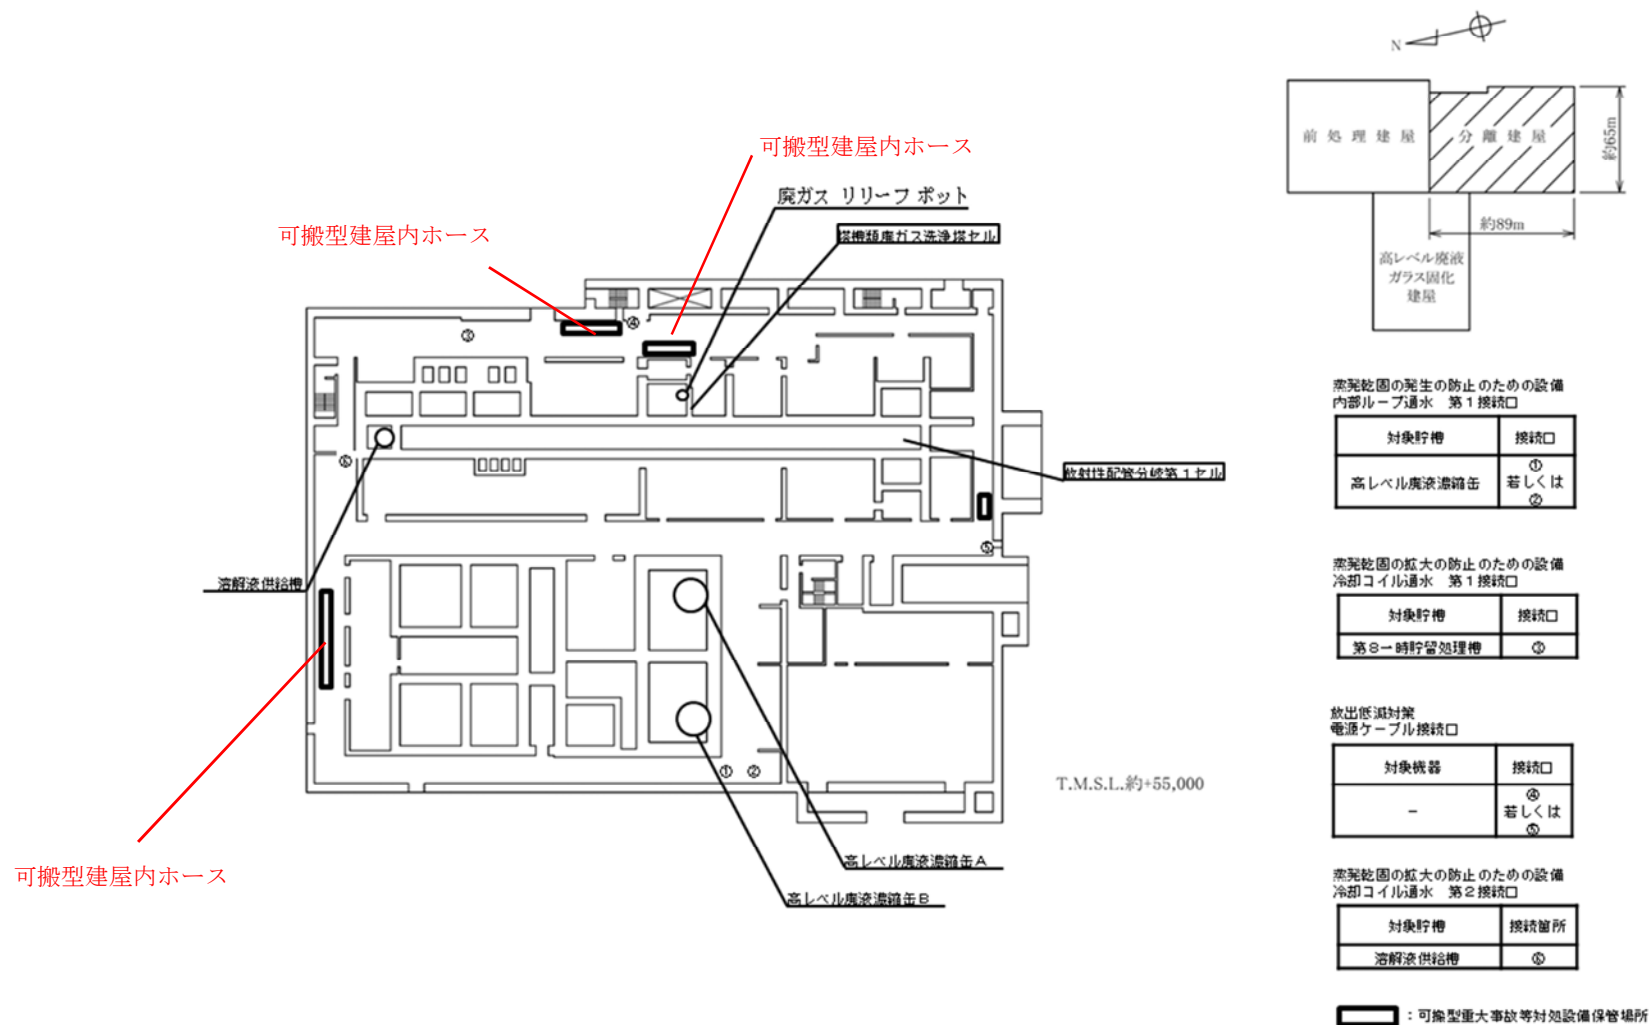 N
前処理建屋
分離建屋
約65m
約89m
高レベル廃液
ガラス固化
建屋
可搬型建屋内ホース
廃ガス リリーフ ポット
可搬型建屋内ホース
塔槽類廃ガス洗浄塔セル
④
③
⑥
放射性配管分岐第1セル
⑤
溶解液供給槽
① ②
T.M.S.L.約+55,000
高レベル廃液濃縮缶A
可搬型建屋内ホース
高レベル廃液濃縮缶B
蒸発乾固の発生の防止のための設備
内部ループ通水 第1接続口
対象貯槽 接続口
高レベル廃液濃縮缶
①
若しくは
②
蒸発乾固の拡大の防止のための設備
冷却コイル通水 第1接続口
対象貯槽 接続口
第8一時貯留処理槽 ③
放出低減対策
電源ケーブル接続口
対象機器 接続口
－
④
若しくは
⑤
蒸発乾固の拡大の防止のための設備
冷却コイル通水 第2接続口
対象貯槽 接続箇所
溶解液供給槽 ⑥
：可搬型重大事故等対処設備保管場所